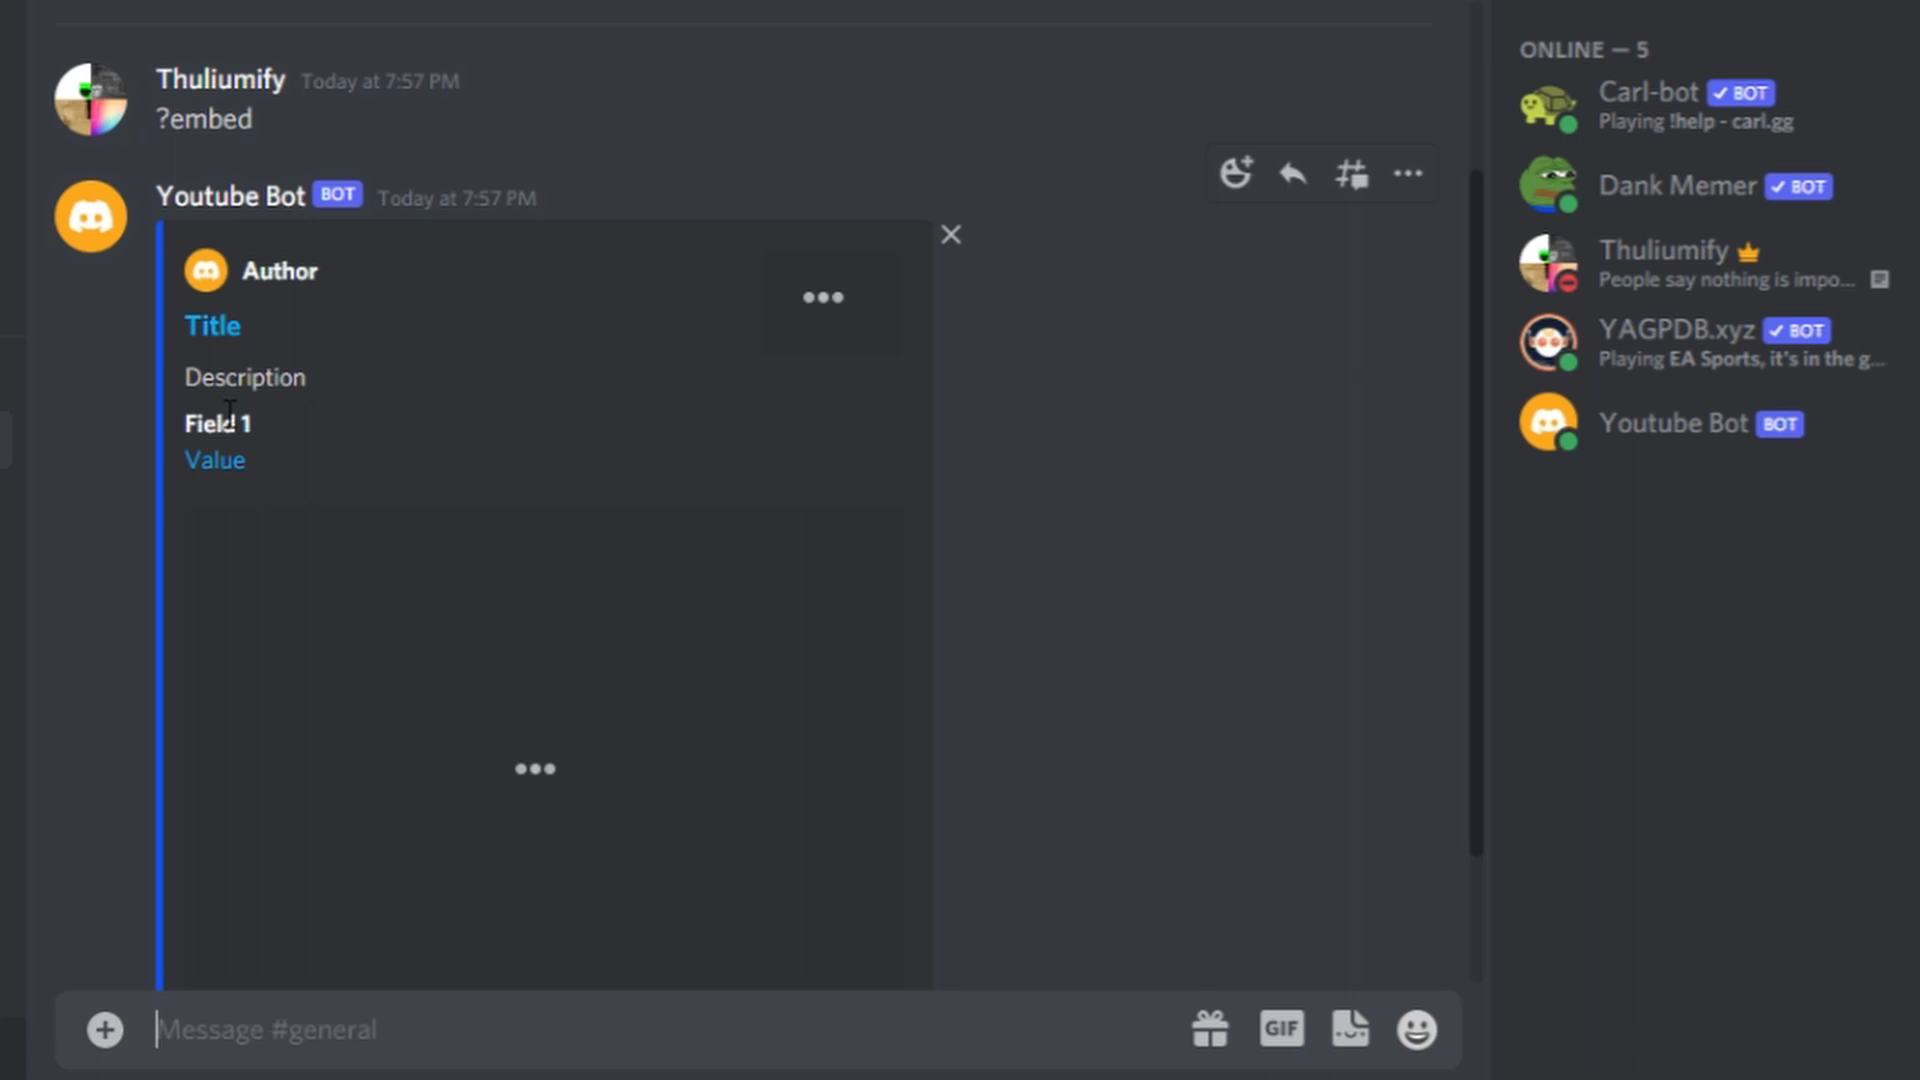 Thuliumify Today at 7:57 PM
?embed
Youtube Bot BOT Today at 7:57 PM
Author
Title
Description
Field 1
Value
Message #general
GIF
ONLINE — 5
Carl-bot ✓ BOT
Playing !help - carl.gg
Dank Memer ✓ BOT
Thuliumify
People say nothing is impo...
YAGPDB.xyz ✓ BOT
Playing EA Sports, it's in the g...
Youtube Bot BOT